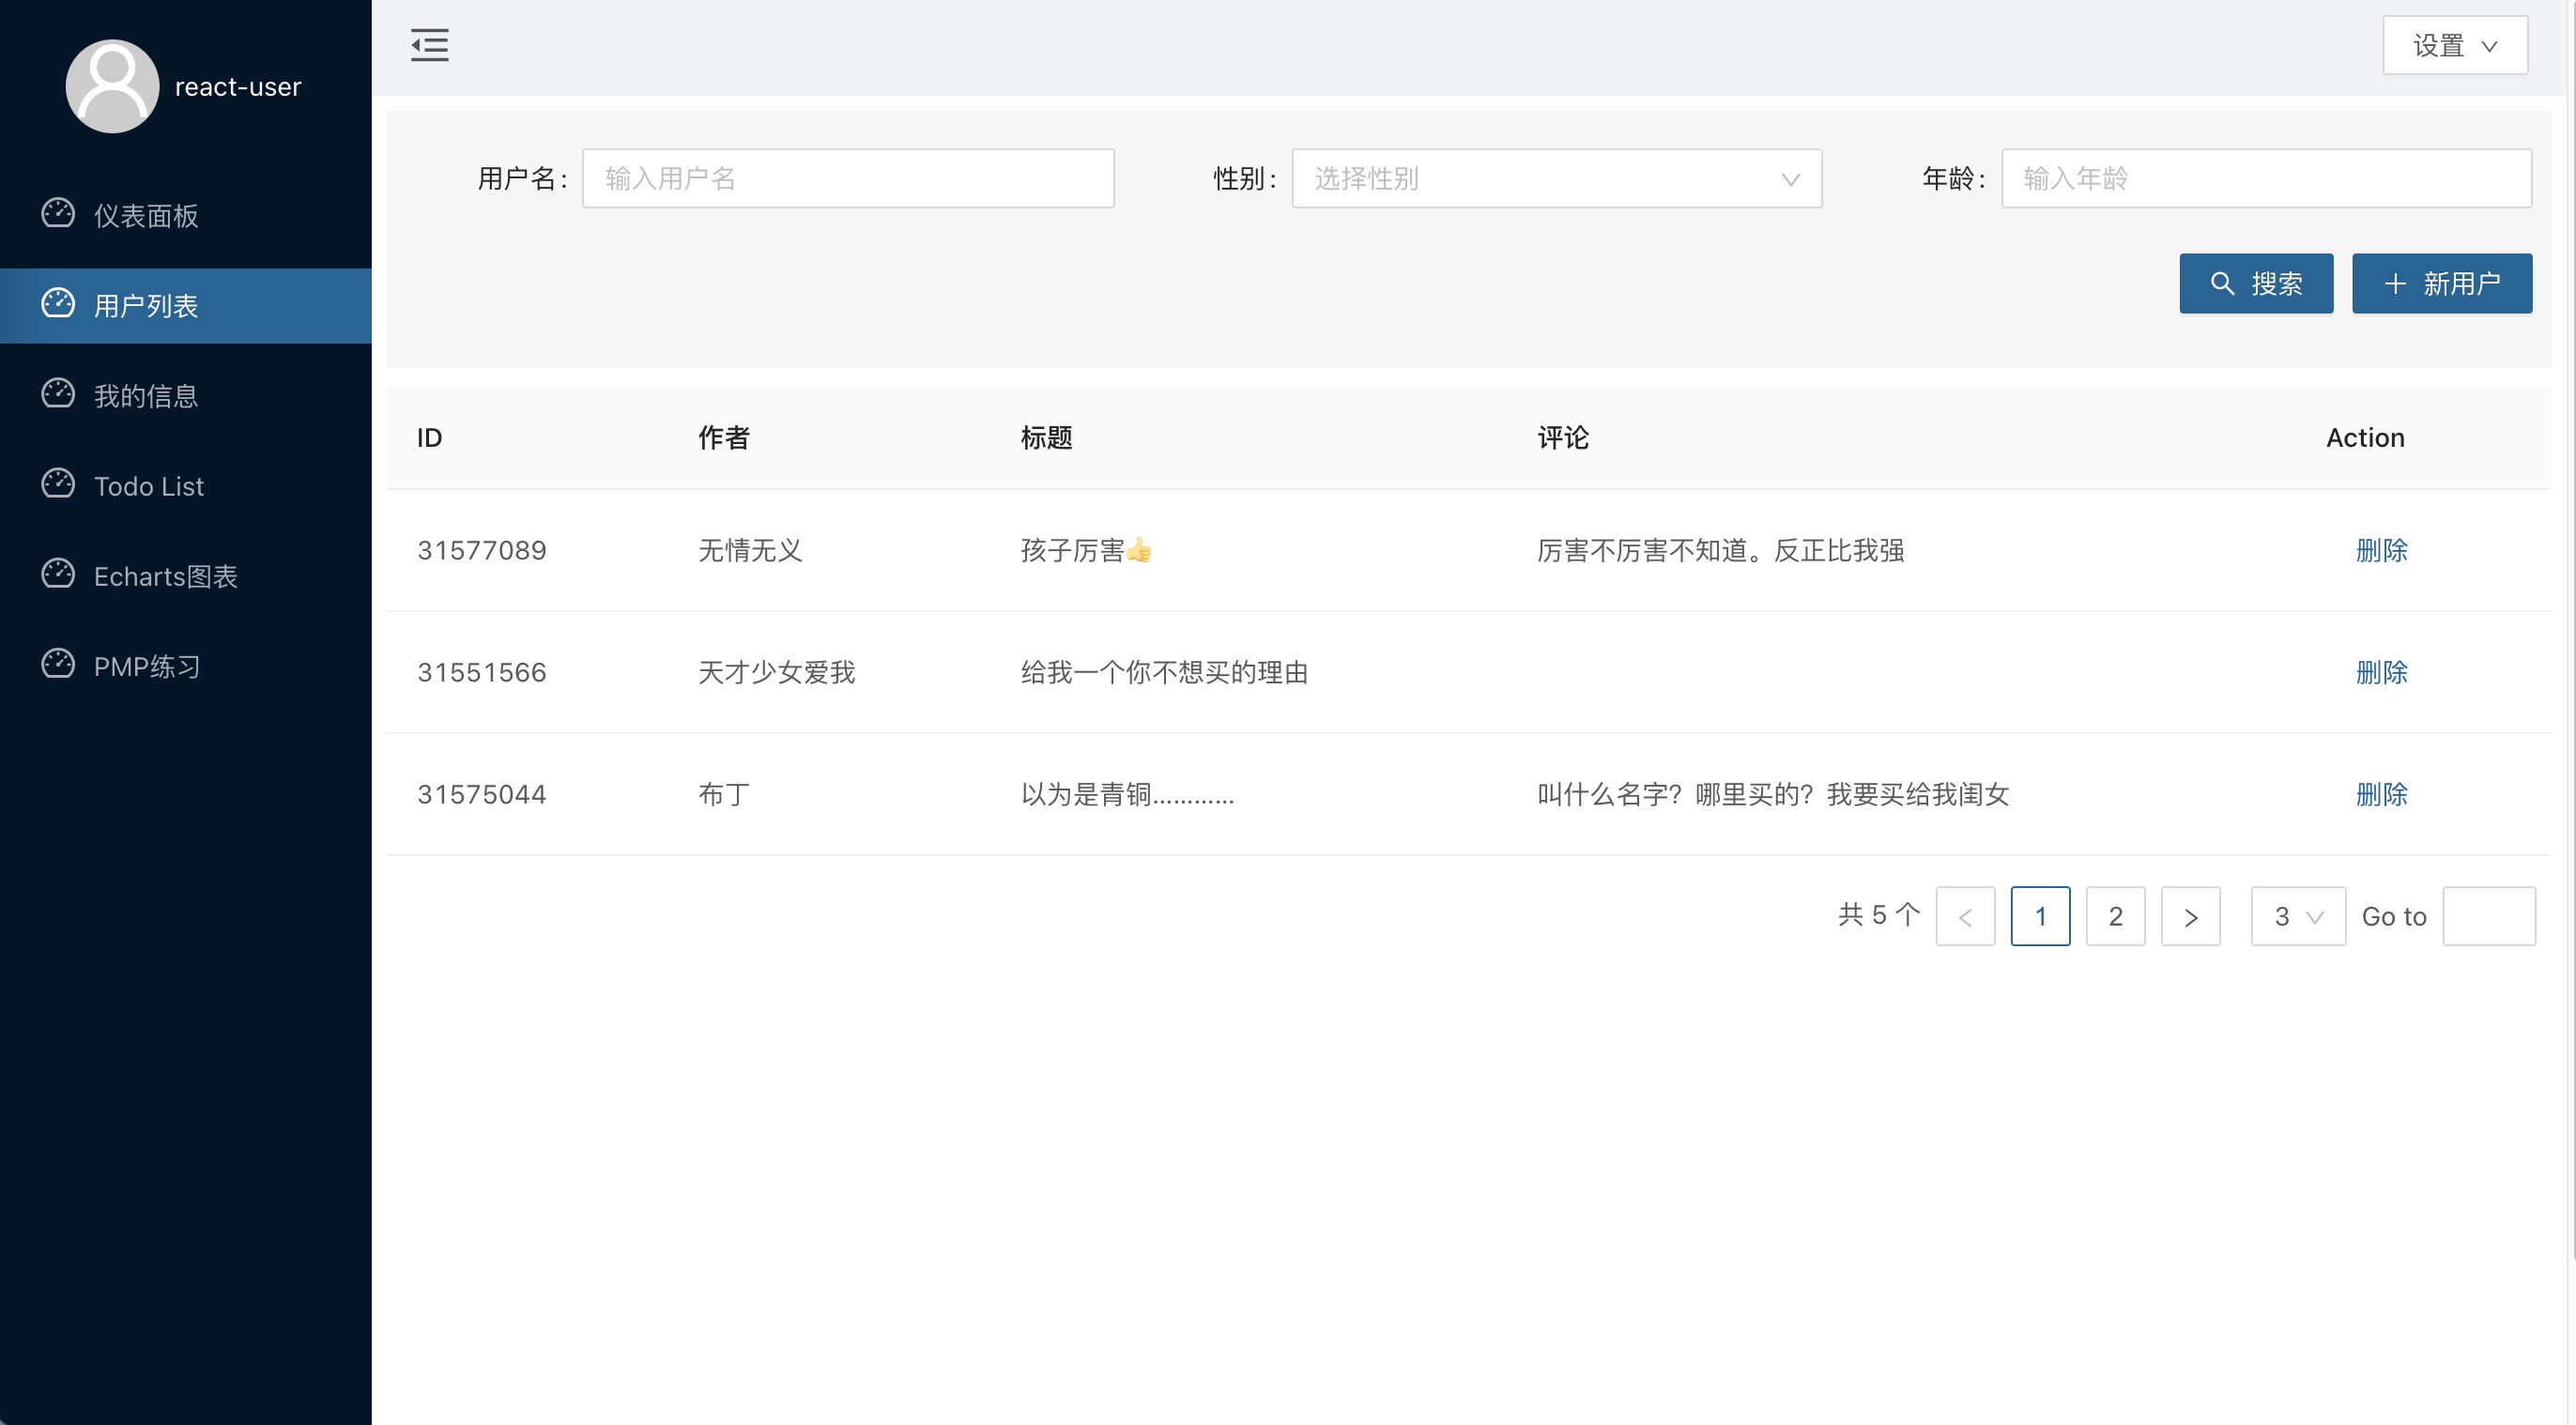 react-user
设置
仪表面板
用户列表
我的信息
Todo List
Echarts图表
PMP练习
用户名: 输入用户名 性别: 选择性别 年龄: 输入年龄
搜索 新用户
ID 作者 标题 评论 Action
31577089 无情无义 孩子厉害👍 厉害不厉害不知道。反正比我强 删除
31551566 天才少女爱我 给我一个你不想买的理由 删除
31575044 布丁 以为是青铜………… 叫什么名字？哪里买的？我要买给我闺女 删除
共 5 个 < 1 2 > 3 Go to